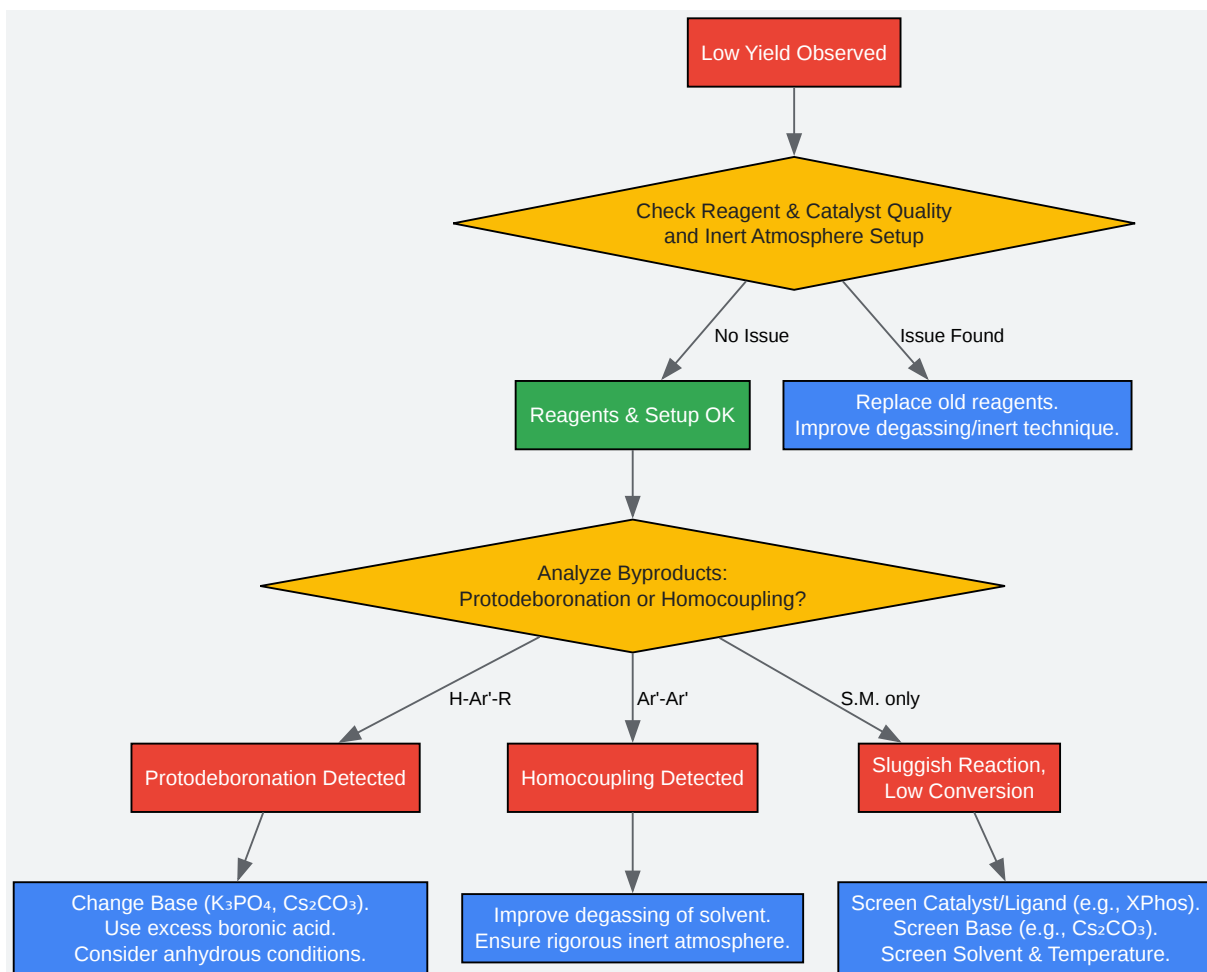 Low Yield Observed
Check Reagent & Catalyst Quality
and Inert Atmosphere Setup
No Issue
Issue Found
Reagents & Setup OK
Replace old reagents.
Improve degassing/inert technique.
Analyze Byproducts:
Protodeboronation or Homocoupling?
H-Ar'-R
Ar'-Ar'
S.M. only
Protodeboronation Detected
Homocoupling Detected
Sluggish Reaction,
Low Conversion
Change Base (K₃PO₄, Cs₂CO₃).
Use excess boronic acid.
Consider anhydrous conditions.
Improve degassing of solvent.
Ensure rigorous inert atmosphere.
Screen Catalyst/Ligand (e.g., XPhos).
Screen Base (e.g., Cs₂CO₃).
Screen Solvent & Temperature.